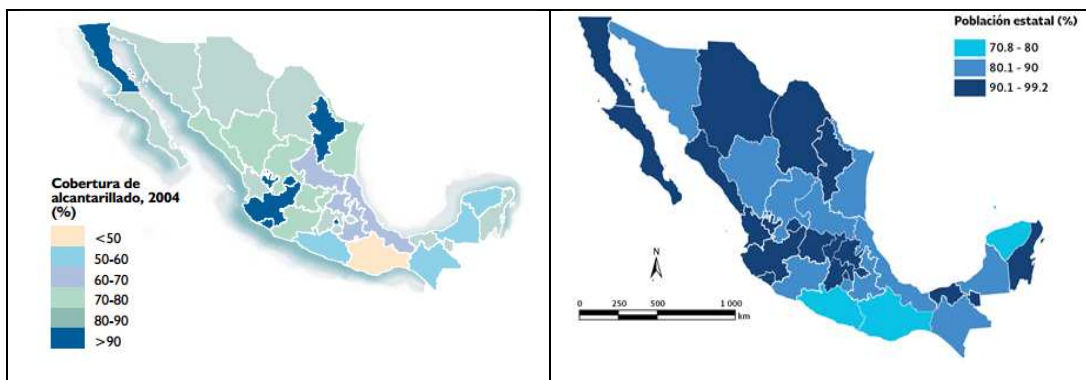 Cobertura de
alcantarillado, 2004
(%)
<50
50-60
60-70
70-80
80-90
>90
Población estatal (%)
70.8 - 80
80.1 - 90
90.1 - 99.2
N
0 250 500 1 000
km